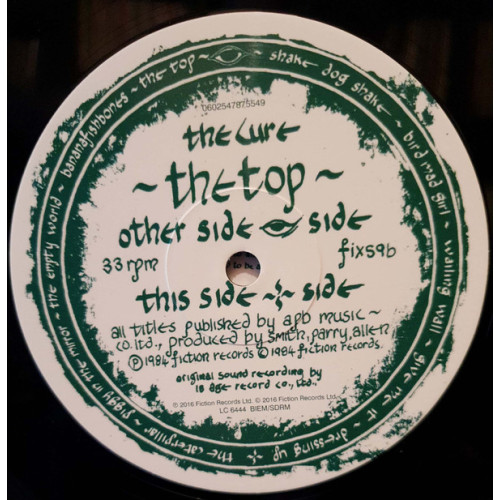 ~ the top ~ shake dog shake ~ bird mad girl ~ wailing wall ~ give me it ~ dressing up ~ the caterpillar ~ piggy in the mirror ~ the empty world ~ bananafishbones
0602547875549
the cure
~ the top ~
other side side
33 rpm
fix s9b
this side ~ ~ side
all titles published by apb music ~
co. ltd., produced by smith, parry, allen,
℗ 1984 fiction records © 1984 fiction records.
original sound recording by
18 age record co., ltd.,
℗ 2016 Fiction Records Ltd. © 2016 Fiction Records Ltd.
LC 6444 BIEM/SDRM